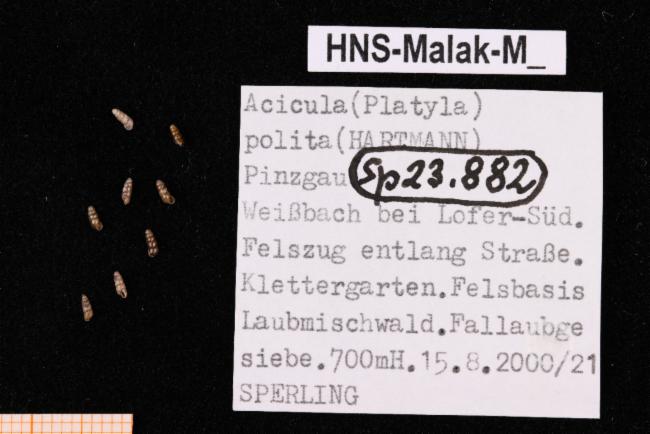 HNS-Malak-M_
Acicula(Platyla)
polita(HARTMANN)
Pinzgau Sp23.882
Weißbach bei Lofer-Süd.
Felszug entlang Straße.
Klettergarten.Felsbasis
Laubmischwald.Fallaubge
siebe.700mH.15.8.2000/21
SPERLING